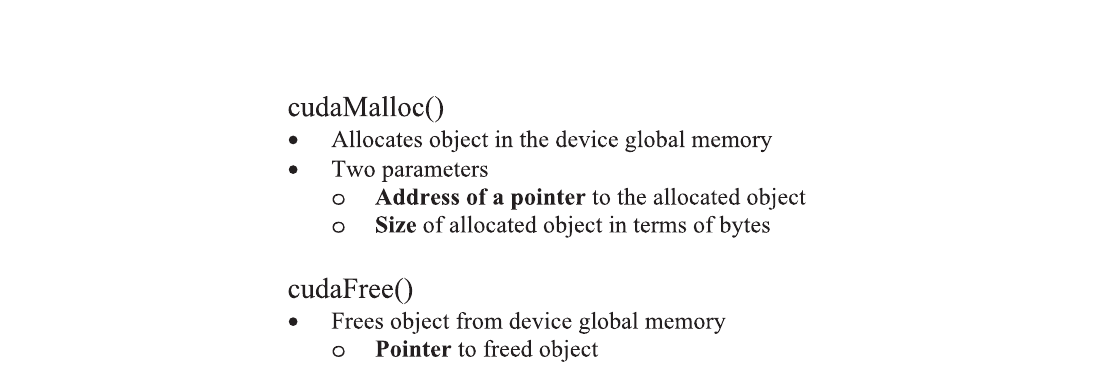 cudaMalloc()
• Allocates object in the device global memory
• Two parameters
o Address of a pointer to the allocated object
o Size of allocated object in terms of bytes
cudaFree()
• Frees object from device global memory
o Pointer to freed object